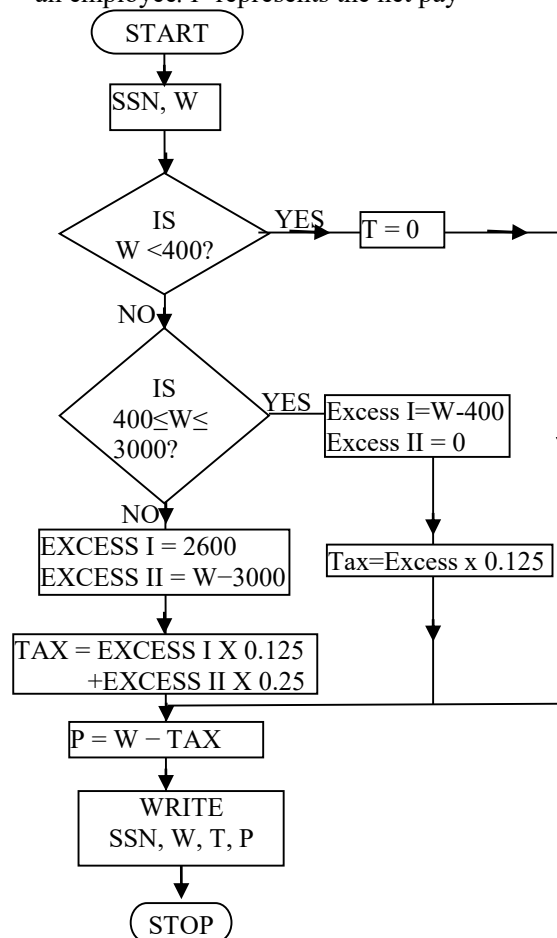 an employee. P represents the net pay
START
SSN, W
IS
W <400?
YES
T = 0
NO
IS
400≤W≤
3000?
YES
Excess I=W-400
Excess II = 0
NO
EXCESS I = 2600
EXCESS II = W−3000
Tax=Excess x 0.125
TAX = EXCESS I X 0.125
+EXCESS II X 0.25
P = W − TAX
WRITE
SSN, W, T, P
STOP